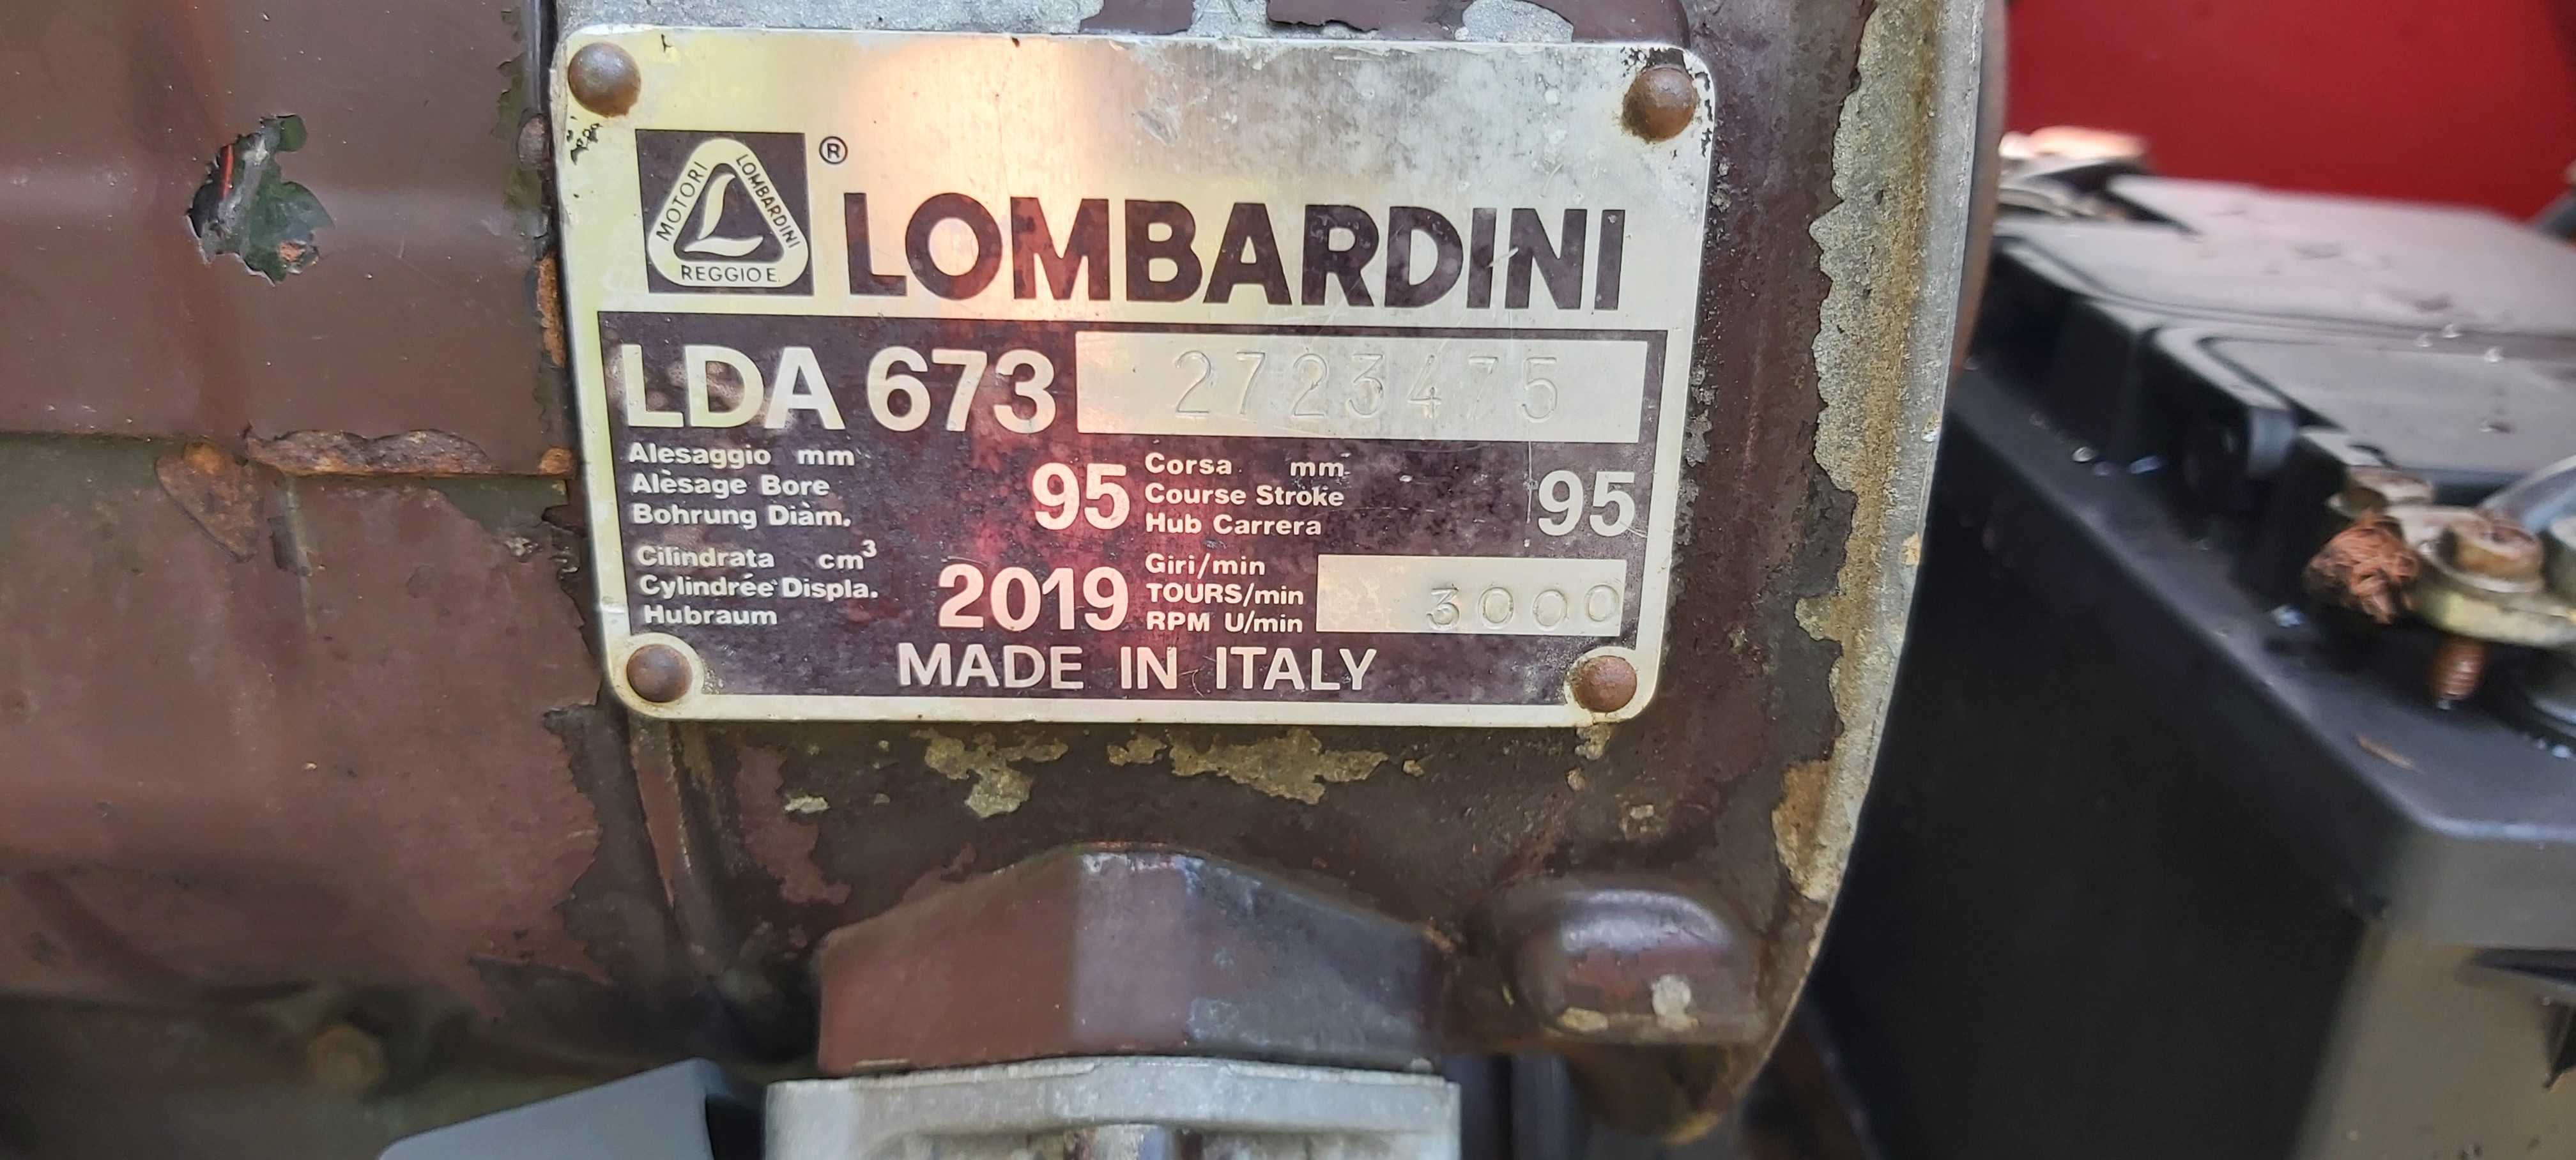 MOTORI LOMBARDINI
REGGIO E.
®
LOMBARDINI
LDA 673 2723475
Alesaggio mm
Alèsage Bore
Bohrung Diàm.
95
Corsa mm
Course Stroke
Hub Carrera
95
Cilindrata cm³
Cylindrée Displa.
Hubraum
2019
Giri/min
TOURS/min
RPM U/min
3000
MADE IN ITALY